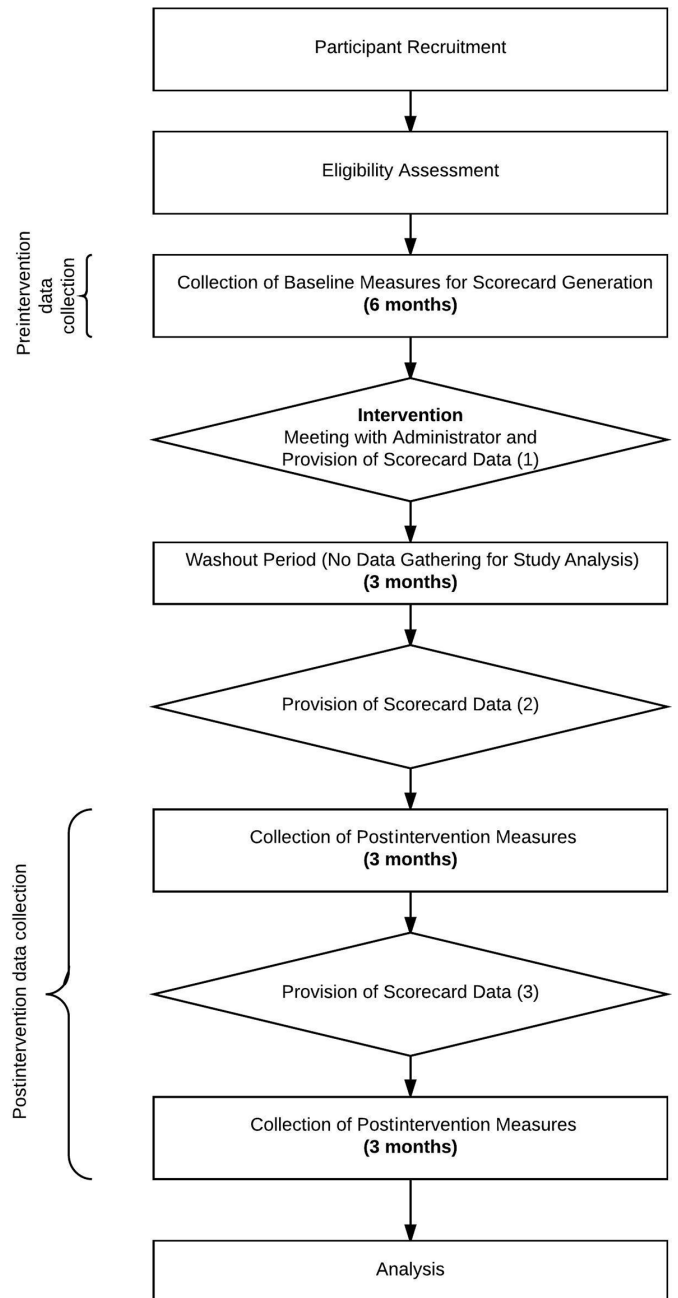 Participant Recruitment
Eligibility Assessment
Preintervention
data
collection
Collection of Baseline Measures for Scorecard Generation
(6 months)
Intervention
Meeting with Administrator and
Provision of Scorecard Data (1)
Washout Period (No Data Gathering for Study Analysis)
(3 months)
Provision of Scorecard Data (2)
Postintervention data collection
Collection of Postintervention Measures
(3 months)
Provision of Scorecard Data (3)
Collection of Postintervention Measures
(3 months)
Analysis